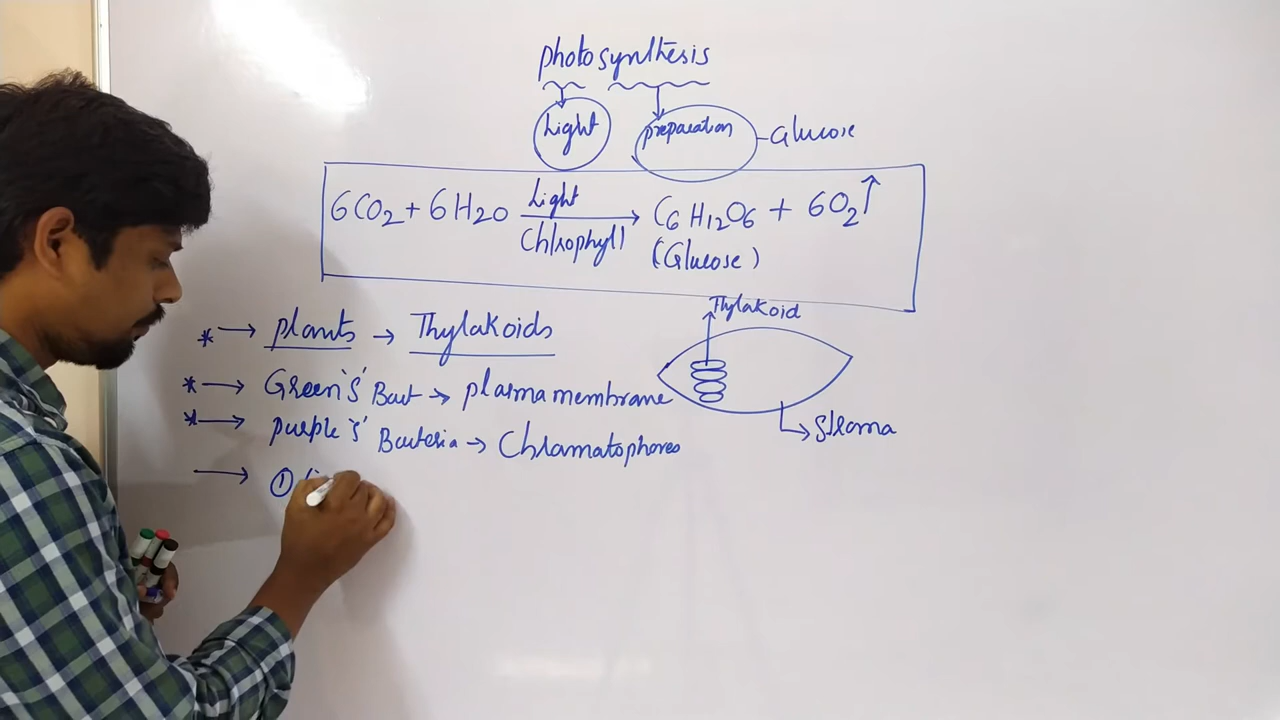 photosynthesis
Light preparation - Glucose
6CO2 + 6H2O Light → C6H12O6 + 6O2↑
Chlrophyll (Glucose)
Thylakoid
* → plants → Thylakoids
* → Green 'S' Bact → plasma membrane
* → purple 'S' Bacteria → Chromatophores
Stroma
→ ①